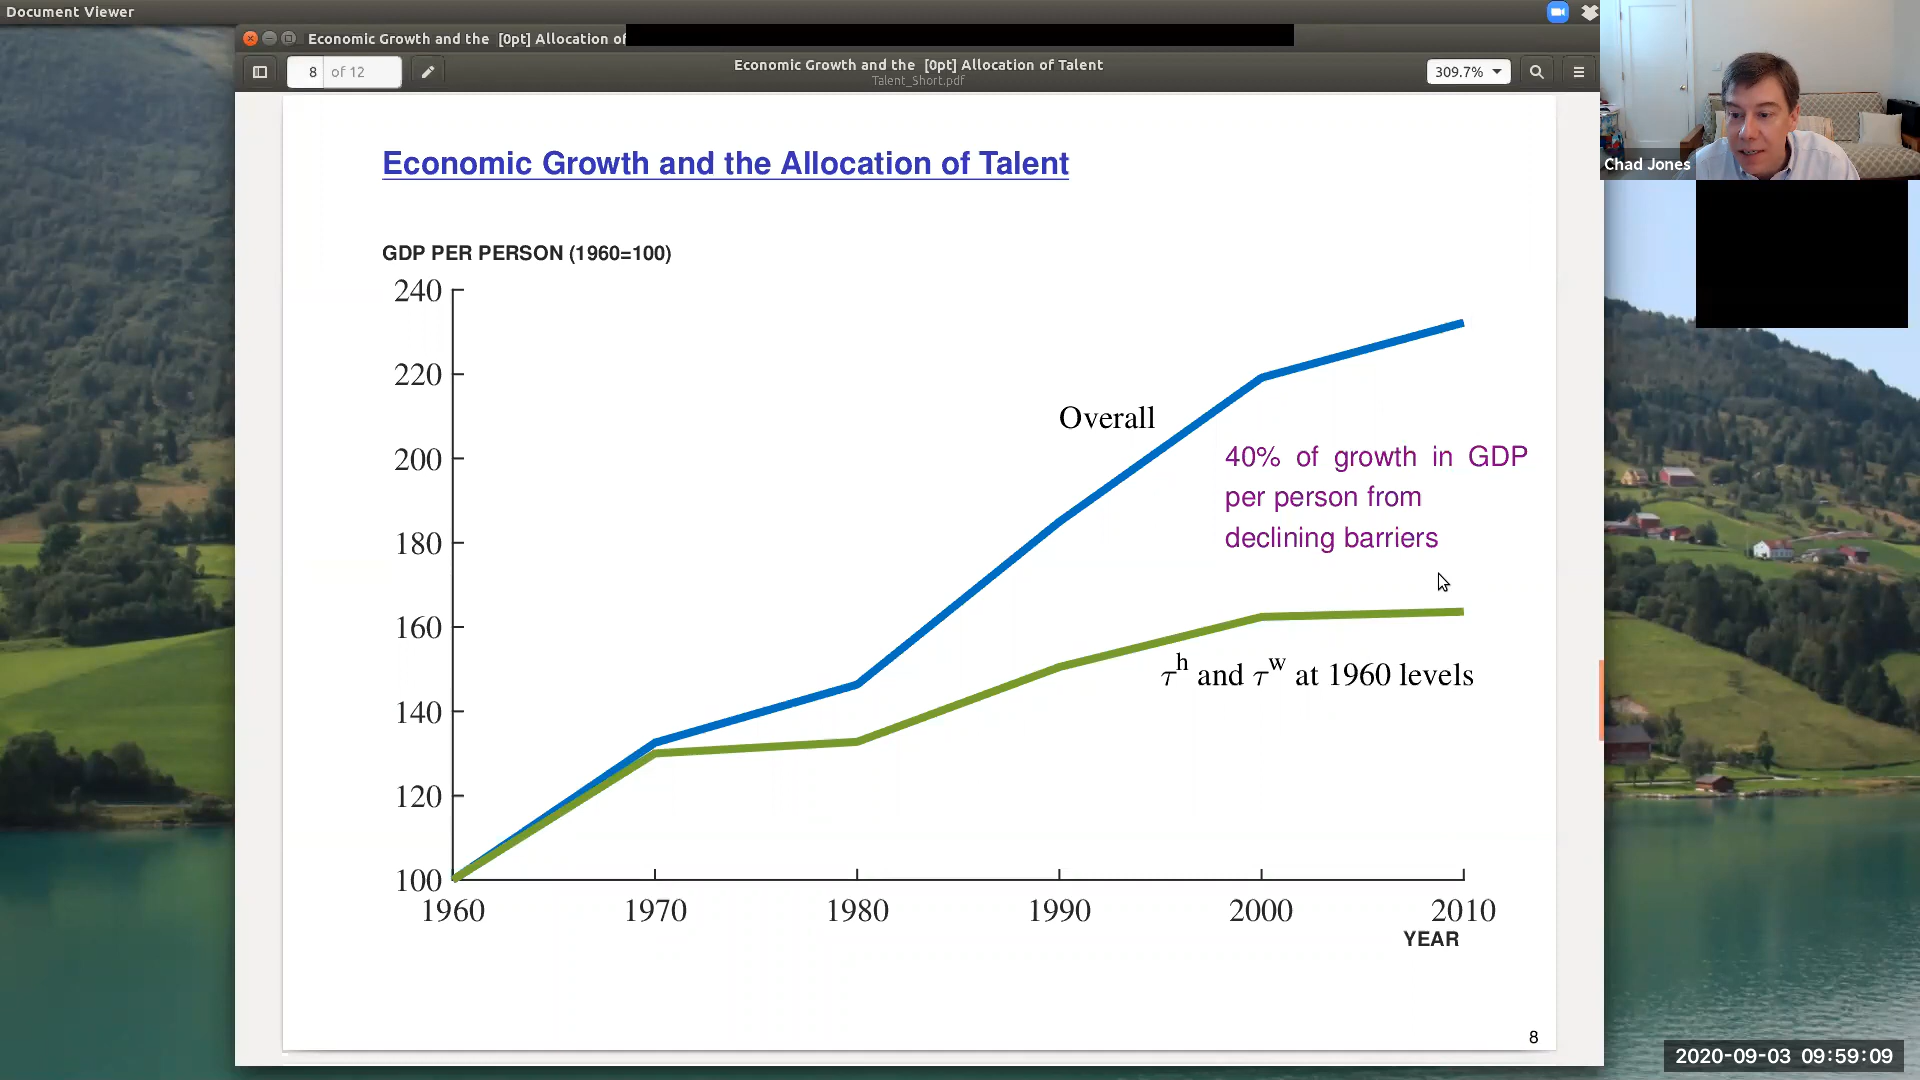 Document Viewer
Economic Growth and the [0pt] Allocation of
8 of 12
Economic Growth and the [0pt] Allocation of Talent
Talent_Short.pdf
309.7%
Chad Jones
Economic Growth and the Allocation of Talent
GDP PER PERSON (1960=100)
240
220
200
180
160
140
120
100
Overall
40% of growth in GDP
per person from
declining barriers
τʰ and τʷ at 1960 levels
1960 1970 1980 1990 2000 2010
YEAR
8
2020-09-03 09:59:09